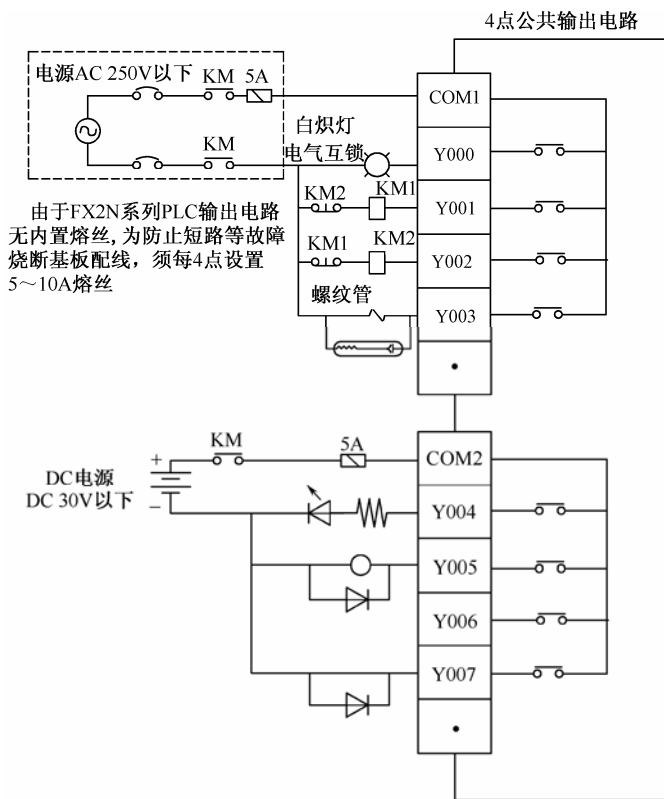 4点公共输出电路
电源AC 250V以下
KM 5A
COM1
白炽灯
KM
电气互锁
Y000
KM2 KM1
Y001
由于FX2N系列PLC输出电路
无内置熔丝,为防止短路等故障
烧断基板配线，须每4点设置
5～10A熔丝
KM1 KM2
Y002
螺纹管
Y003
KM
5A
COM2
+
DC电源
DC 30V以下
−
Y004
Y005
Y006
Y007